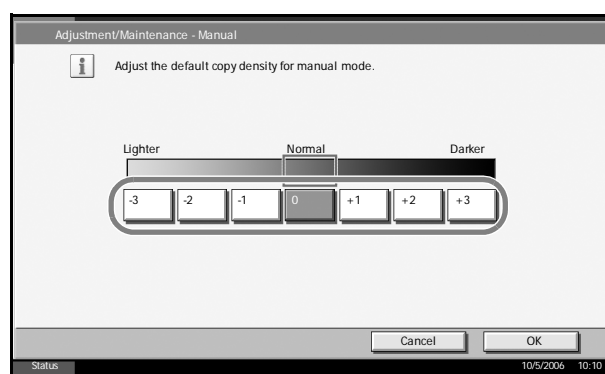 Adjustment/Maintenance - Manual
i Adjust the default copy density for manual mode.
Lighter Normal Darker
-3 -2 -1 0 +1 +2 +3
Cancel OK
Status 10/5/2006 10:10